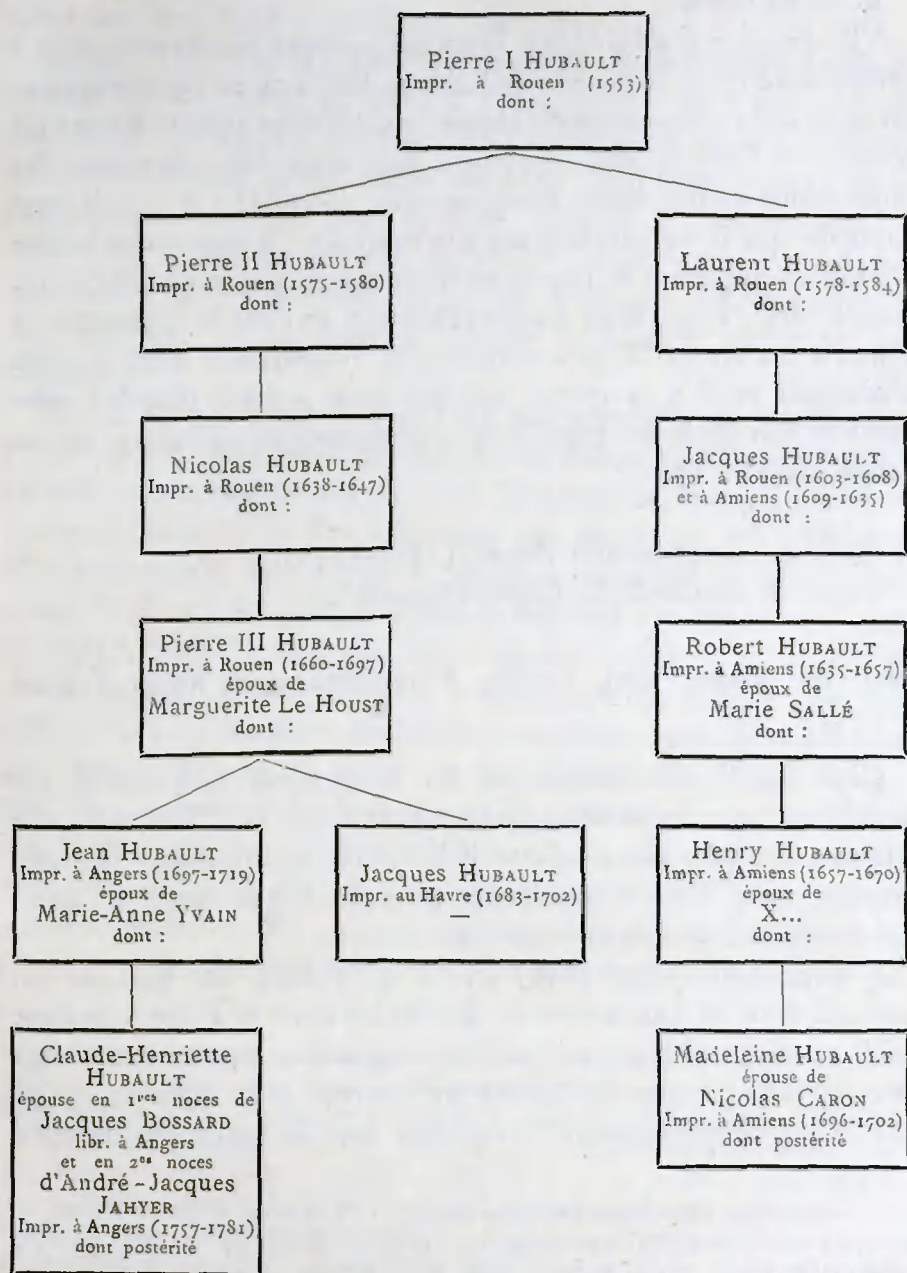 Pierre I HUBAULT
Impr. à Rouen (1553)
dont :
Pierre II HUBAULT
Impr. à Rouen (1575-1580)
dont :
Laurent HUBAULT
Impr. à Rouen (1578-1584)
dont :
Nicolas HUBAULT
Impr. à Rouen (1638-1647)
dont :
Jacques HUBAULT
Impr. à Rouen (1603-1608)
et à Amiens (1609-1635)
dont :
Pierre III HUBAULT
Impr. à Rouen (1660-1697)
époux de
Marguerite LE HOUST
dont :
Robert HUBAULT
Impr. à Amiens (1635-1657)
époux de
Marie SALLÉ
dont :
Jean HUBAULT
Impr. à Angers (1697-1719)
époux de
Marie-Anne YVAIN
dont :
Jacques HUBAULT
Impr. au Havre (1683-1702)
—
Henry HUBAULT
Impr. à Amiens (1657-1670)
époux de
X...
dont :
Claude-Henriette
HUBAULT
épouse en 1res noces de
Jacques BOSSARD
libr. à Angers
et en 2es noces
d'André-Jacques
JAHYER
Impr. à Angers (1757-1781)
dont postérité
Madeleine HUBAULT
épouse de
Nicolas CARON
Impr. à Amiens (1696-1702)
dont postérité